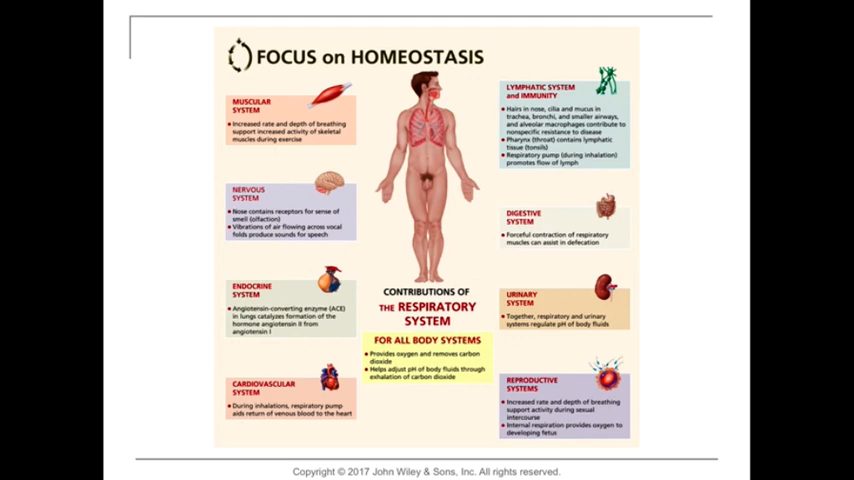 FOCUS on HOMEOSTASIS
MUSCULAR
SYSTEM
• Increased rate and depth of breathing
support increased activity of skeletal
muscles during exercise
NERVOUS
SYSTEM
• Nose contains receptors for sense of
smell (olfaction)
• Vibrations of air flowing across vocal
folds produce sounds for speech
ENDOCRINE
SYSTEM
• Angiotensin-converting enzyme (ACE)
in lungs catalyzes formation of the
hormone angiotensin II from
angiotensin I
CARDIOVASCULAR
SYSTEM
• During inhalations, respiratory pump
aids return of venous blood to the heart
CONTRIBUTIONS OF
THE RESPIRATORY
SYSTEM
FOR ALL BODY SYSTEMS
• Provides oxygen and removes carbon
dioxide
• Helps adjust pH of body fluids through
exhalation of carbon dioxide
LYMPHATIC SYSTEM
and IMMUNITY
• Hairs in nose, cilia and mucus in
trachea, bronchi, and smaller airways,
and alveolar macrophages contribute to
nonspecific resistance to disease
• Pharynx (throat) contains lymphatic
tissue (tonsils)
• Respiratory pump (during inhalation)
promotes flow of lymph
DIGESTIVE
SYSTEM
• Forceful contraction of respiratory
muscles can assist in defecation
URINARY
SYSTEM
• Together, respiratory and urinary
systems regulate pH of body fluids
REPRODUCTIVE
SYSTEMS
• Increased rate and depth of breathing
support activity during sexual
intercourse
• Internal respiration provides oxygen to
developing fetus
Copyright © 2017 John Wiley & Sons, Inc. All rights reserved.